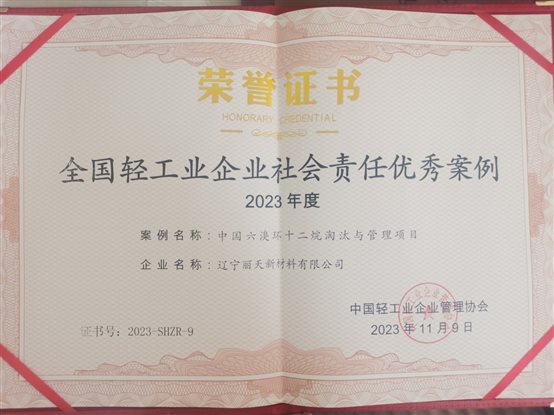 荣誉证书
HONORARY CREDENTIAL
全国轻工业企业社会责任优秀案例
2023年度
案例名称：中国六溴环十二烷淘汰与管理项目
企业名称：辽宁丽天新材料有限公司
中国轻工业企业管理协会
证书号：2023-SHZR-9
2023年11月9日